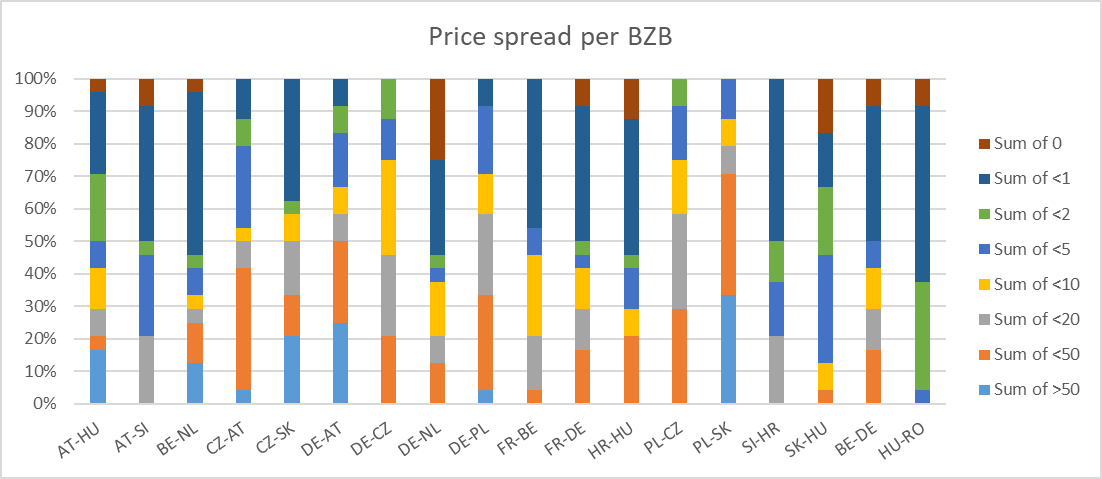 Price spread per BZB
100%
90%
80%
70%
60%
50%
40%
30%
20%
10%
0%
AT-HU
AT-SI
BE-NL
CZ-AT
CZ-SK
DE-AT
DE-CZ
DE-NL
DE-PL
FR-BE
FR-DE
HR-HU
PL-CZ
PL-SK
SI-HR
SK-HU
BE-DE
HU-RO
Sum of 0
Sum of <1
Sum of <2
Sum of <5
Sum of <10
Sum of <20
Sum of <50
Sum of >50